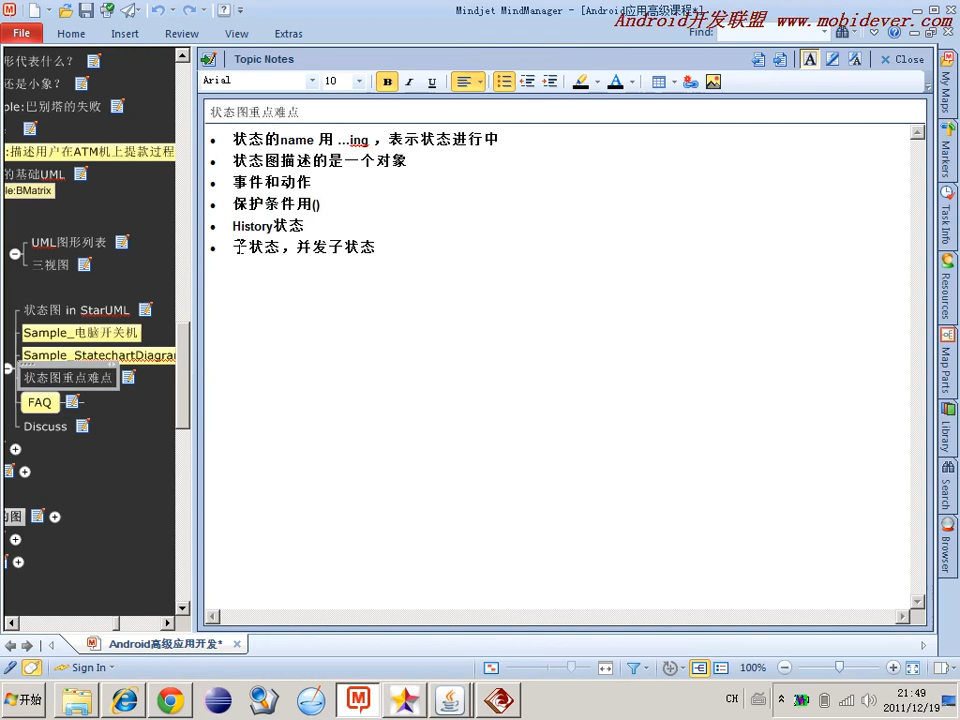 Mindjet MindManager - [Android应用高级课程*]
Android开发联盟 www.mobidever.com
File
Home
Insert
Review
View
Extras
Find:
形代表什么？
还是小象？
ple:巴别塔的失败
:描述用户在ATM机上提款过程
的基础UML
le:BMatrix
UML图形列表
三视图
状态图 in StarUML
Sample_电脑开关机
Sample_StatechartDiagram
状态图重点难点
FAQ
Discuss
的图
Topic Notes
Close
Arial
10
B
I
U
A
状态图重点难点
• 状态的name 用 ...ing ，表示状态进行中
• 状态图描述的是一个对象
• 事件和动作
• 保护条件用()
• History状态
• 子状态，并发子状态
My Maps
Markers
Task Info
Resources
Map Parts
Library
Search
Browser
Android高级应用开发*
Sign In
100%
开始
CH
21:49
2011/12/19